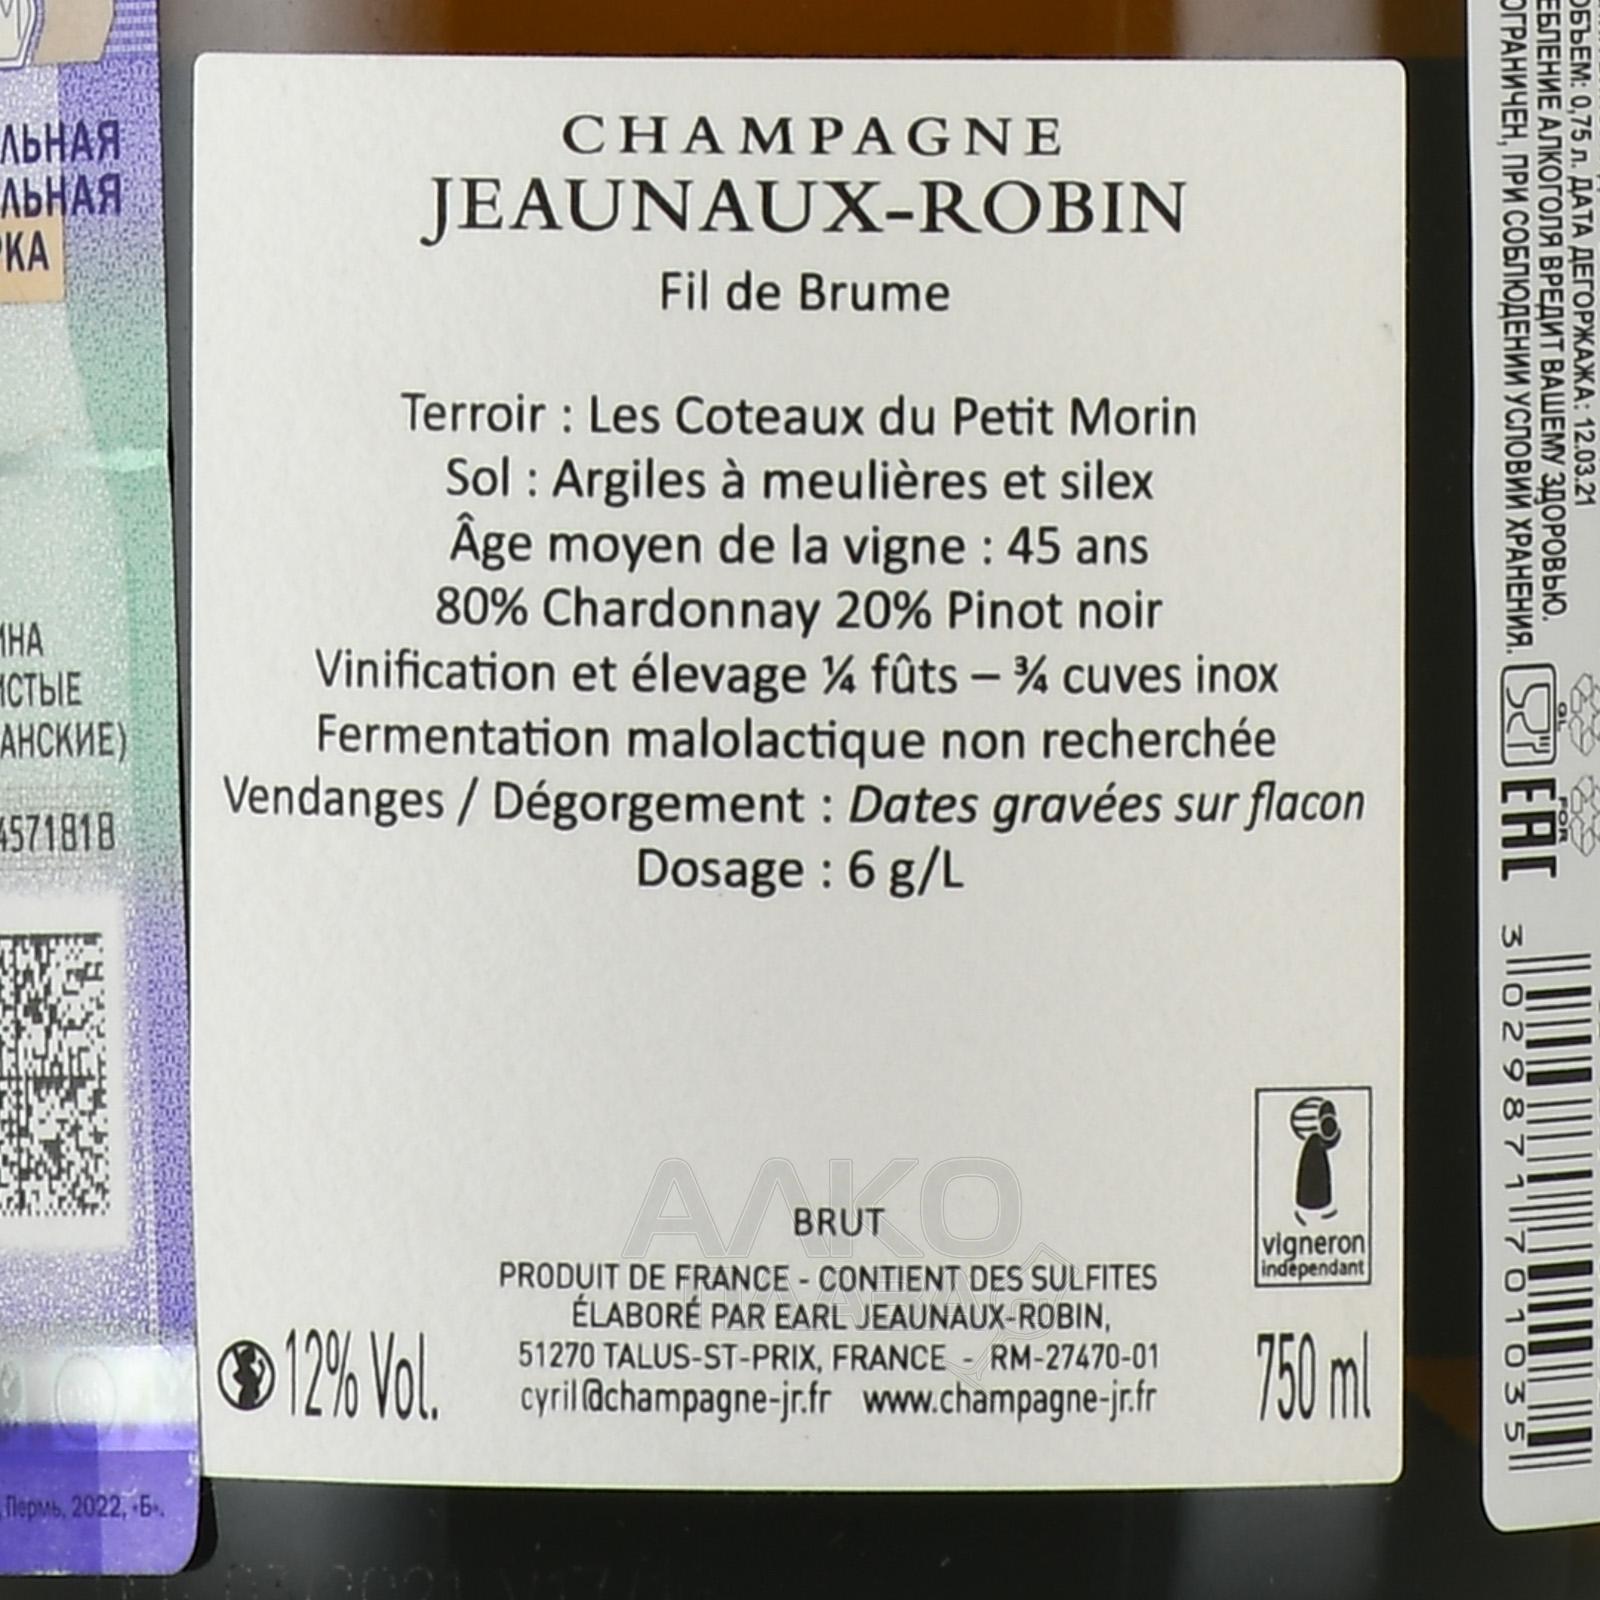 CHAMPAGNE
JEAUNAUX-ROBIN
Fil de Brume
Terroir : Les Coteaux du Petit Morin
Sol : Argiles à meulières et silex
Âge moyen de la vigne : 45 ans
80% Chardonnay 20% Pinot noir
Vinification et élevage ¼ fûts – ¾ cuves inox
Fermentation malolactique non recherchée
Vendanges / Dégorgement : Dates gravées sur flacon
Dosage : 6 g/L
vigneron
indépendant
BRUT
PRODUIT DE FRANCE - CONTIENT DES SULFITES
ÉLABORÉ PAR EARL JEAUNAUX-ROBIN,
51270 TALUS-ST-PRIX, FRANCE - RM-27470-01
cyril@champagne-jr.fr www.champagne-jr.fr
12% Vol.
750 ml
АЛКО
ПЛАЗА
ЛЬНАЯ
ЛЬНАЯ
РКА
ИНА
ИСТЫЕ
АНСКИЕ)
4571818
Пермь, 2022, «Б».
ОБЪЕМ: 0,75 л. ДАТА ДЕГОРЖАЖА: 12.03.21
ЕБЛЕНИЕ АЛКОГОЛЯ ВРЕДИТ ВАШЕМУ ЗДОРОВЬЮ.
ОГРАНИЧЕН, ПРИ СОБЛЮДЕНИИ УСЛОВИЙ ХРАНЕНИЯ.
GL
FOR
EAC
3029871701035